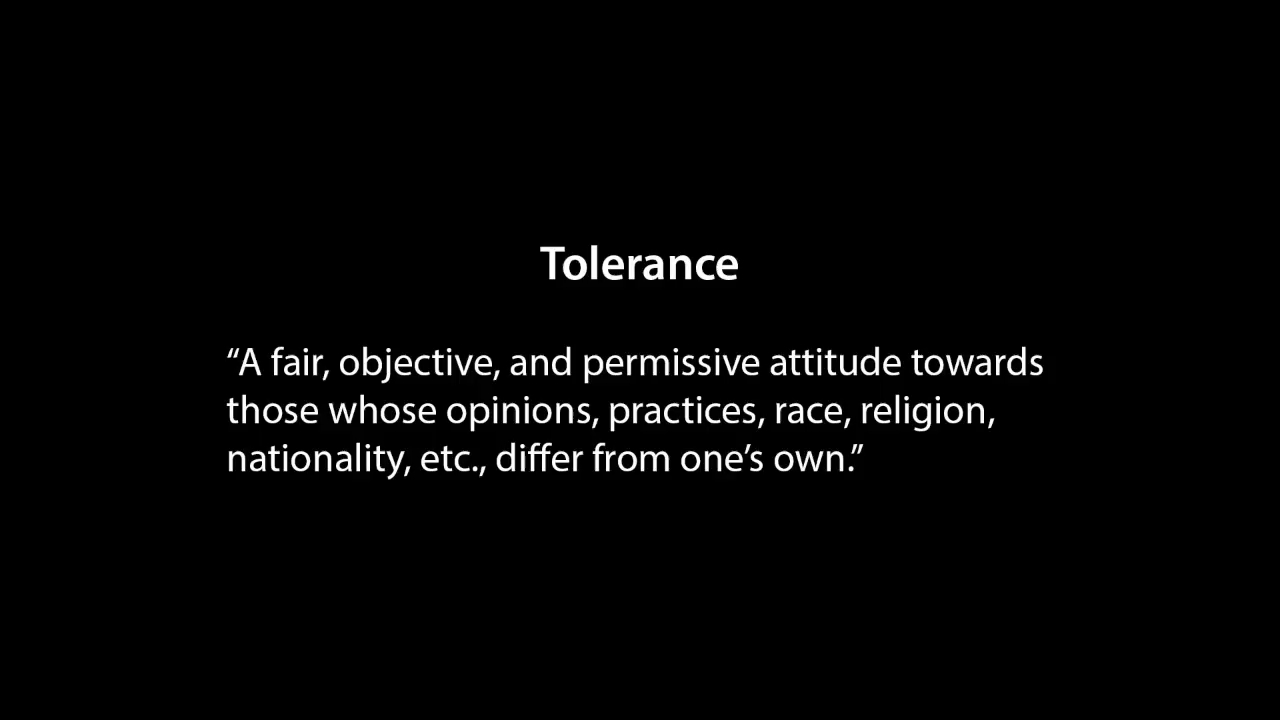 Tolerance
“A fair, objective, and permissive attitude towards
those whose opinions, practices, race, religion,
nationality, etc., differ from one’s own.”